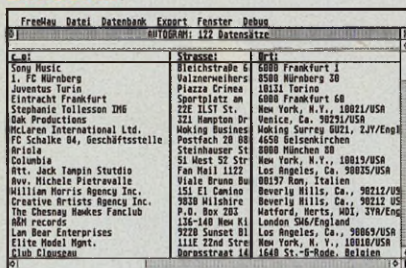 FreeWay Datei Datenbank Export Fenster Debug
AUTOGRAM: 122 Datensätze
c_o: Strasse: Ort:
Song Music Bleichstraße 6 6000 Frankfurt 1
1. FC Nürnberg Valznerweihers 8500 Nürnberg 30
Juventus Turin Piazza Crimea 10131 Torino
Eintracht Frankfurt Sportplatz am 6000 Frankfurt 60
Stephanie Tollesson IMG 22E 71ST St. New York, N.Y., 10021/USA
Oak Productions 321 Hampton Dr Venice, Ca. 90291/USA
McLaren International Ltd. Woking Busines Woking Surrey GU21, 2JY/Engl
FC Schalke 04, Geschäftsstelle Postfach 20 08 4650 Gelsenkirchen
Ariola Steinhauser St 8000 München 80
Columbia 51 West 52 Str New York, N.Y., 10019/USA
Att. Jack Tampin Stutdio Fan Mail 1122 Los Angeles, Ca., 90035/USA
Avv. Michele Pietravalle Viale Bruno Bu 00197 Rom, Italien
William Morris Agency Inc. 151 El Camino Beverly Hills, Ca., 90212/US
Creative Artists Agency Inc. 9830 Wilshire Beverly Hills, Ca., 90212 US
The Chesnay Hawkes Fanclub P.O. Box 203 Watford, Herts, WD1, 3YA/Eng
A&M records 136-140 New Ki London SW6/England
Lam Bear Enterprises 9220 Sunset Bl Los Angeles, Ca., 90069/USA
Elite Model Mgmt. 111E 22nd Stre New York, N. Y., 10010/USA
Club Clouseau Dorpsstraat 14 1640 St.-G-Rode. Belgien